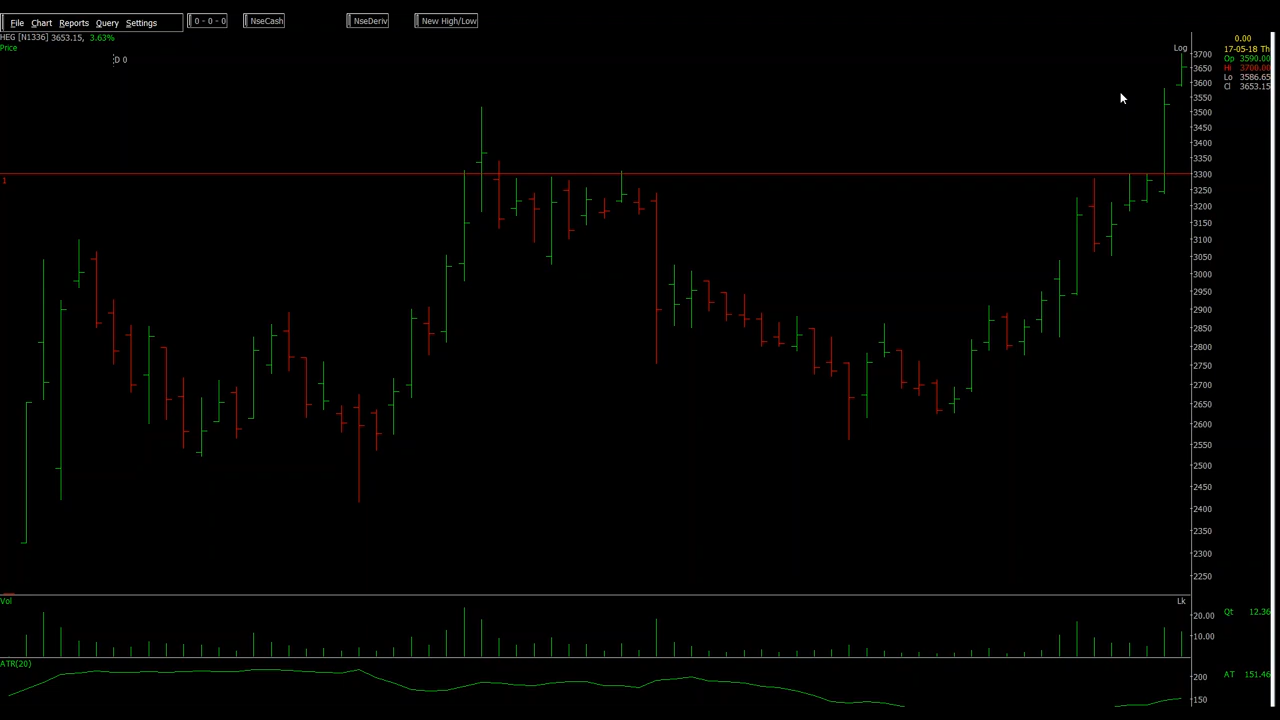 File Chart Reports Query Settings 0 - 0 - 0 NseCash NseDeriv New High/Low
HEG [N1336] 3653.15, 3.63%
Price
D 0
Log
0.00
17-05-18 Th
Op 3590.00
Hi 3700.00
Lo 3586.65
Cl 3653.15
3700
3650
3600
3550
3500
3450
3400
3350
3300
3250
3200
3150
3100
3050
3000
2950
2900
2850
2800
2750
2700
2650
2600
2550
2500
2450
2400
2350
2300
2250
1
Vol
Lk
20.00
10.00
Qt 12.36
ATR(20)
200
150
AT 151.46